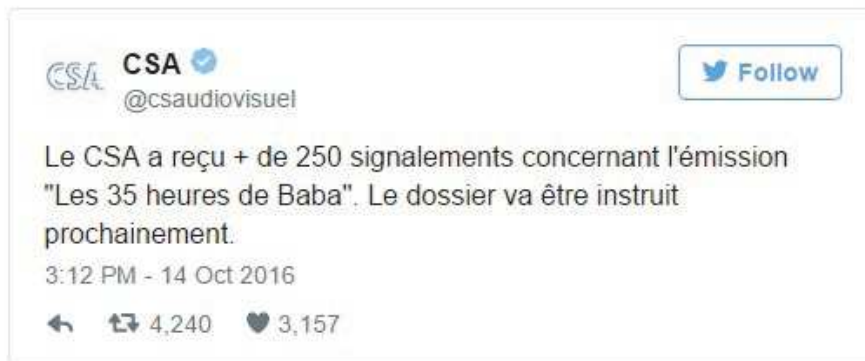 CSA
CSA
@csaudiovisuel
Follow
Le CSA a reçu + de 250 signalements concernant l'émission
"Les 35 heures de Baba". Le dossier va être instruit
prochainement.
3:12 PM - 14 Oct 2016
4,240 3,157